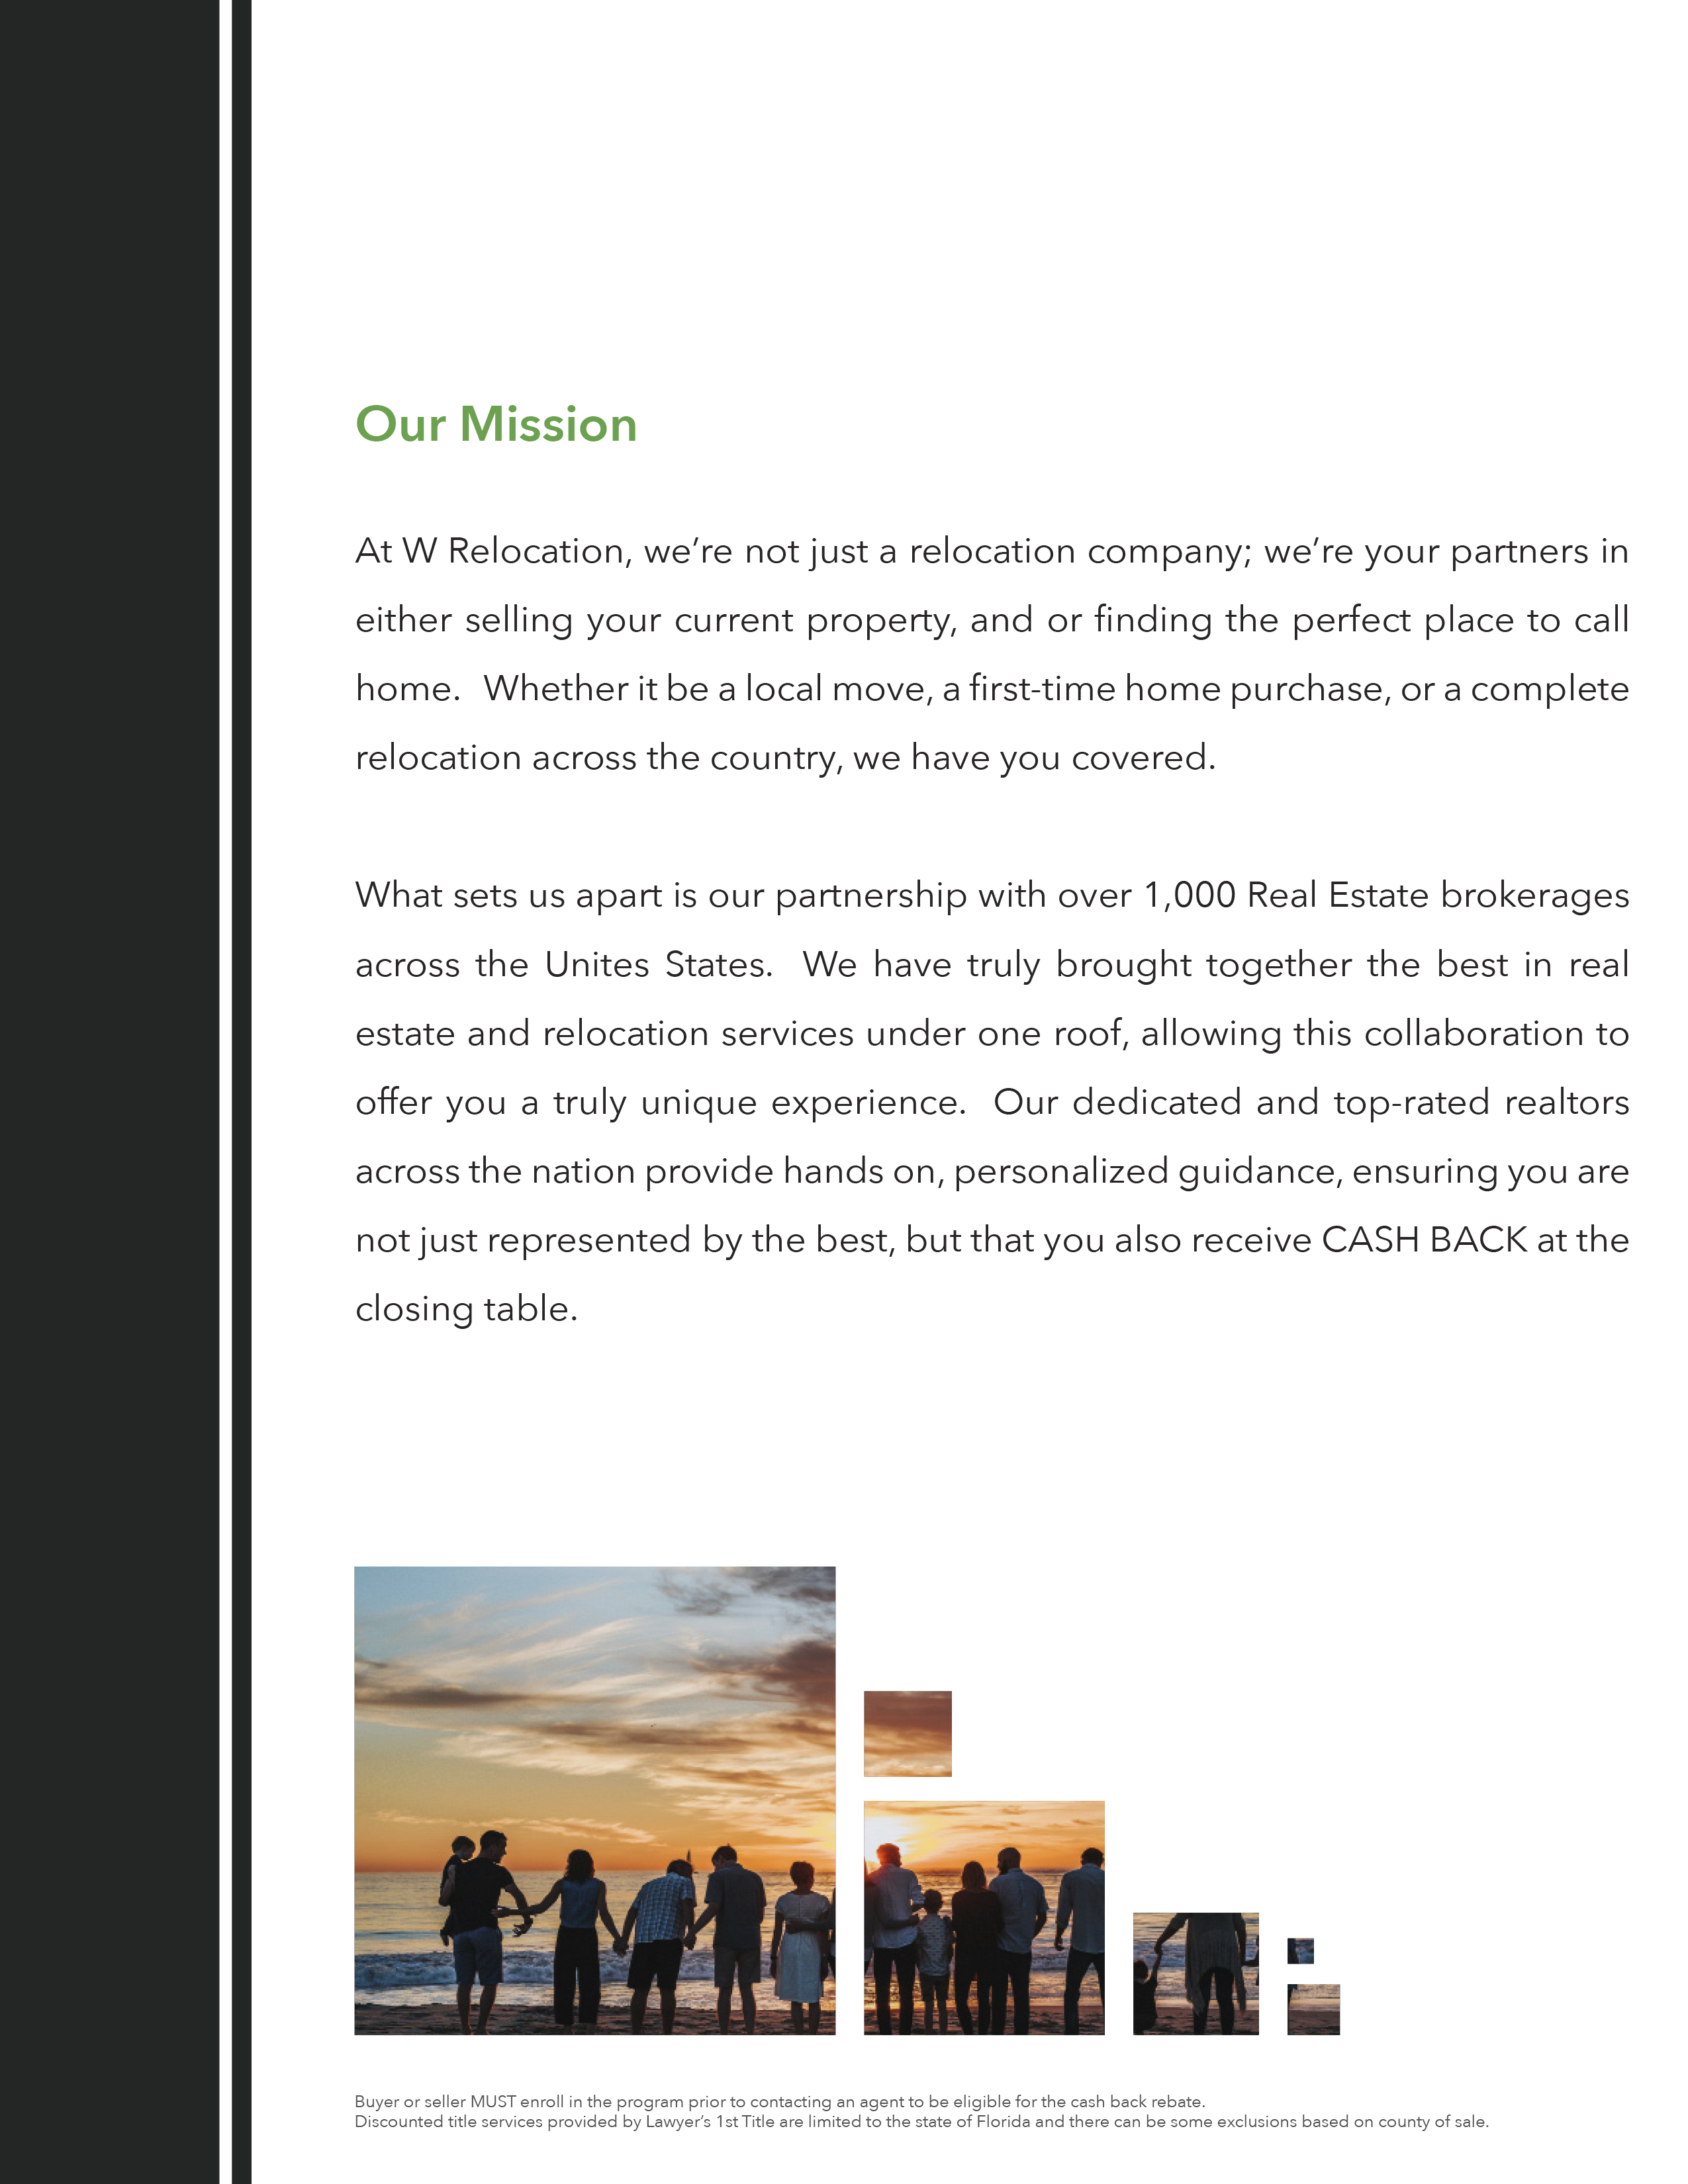 Our Mission
At W Relocation, we’re not just a relocation company; we’re your partners in
either selling your current property, and or finding the perfect place to call
home.  Whether it be a local move, a first-time home purchase, or a complete
relocation across the country, we have you covered.
What sets us apart is our partnership with over 1,000 Real Estate brokerages
across the Unites States.  We have truly brought together the best in real
estate and relocation services under one roof, allowing this collaboration to
offer you a truly unique experience.  Our dedicated and top-rated realtors
across the nation provide hands on, personalized guidance, ensuring you are
not just represented by the best, but that you also receive CASH BACK at the
closing table.
Buyer or seller MUST enroll in the program prior to contacting an agent to be eligible for the cash back rebate.
Discounted title services provided by Lawyer’s 1st Title are limited to the state of Florida and there can be some exclusions based on county of sale.